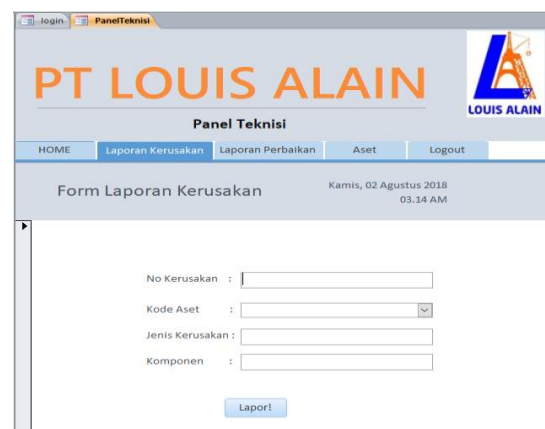 login PanelTeknisi
PT LOUIS ALAIN
LOUIS ALAIN
Panel Teknisi
HOME Laporan Kerusakan Laporan Perbaikan Aset Logout
Form Laporan Kerusakan
Kamis, 02 Agustus 2018
03.14 AM
No Kerusakan :
Kode Aset :
Jenis Kerusakan :
Komponen :
Lapor!